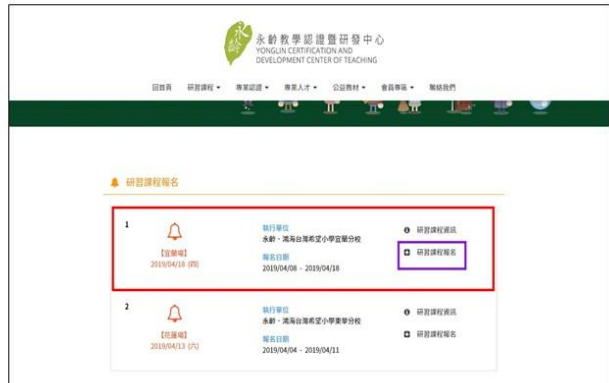 永齡
永齡教學認證暨研發中心
YONGLIN CERTIFICATION AND
DEVELOPMENT CENTER OF TEACHING
回首頁 研習課程 專業認證 專業人才 公益教材 會員專區 聯絡我們
研習課程報名
1
【宜蘭場】
2019/04/18 (四)
執行單位
永齡・鴻海台灣希望小學宜蘭分校
報名日期
2019/04/08 - 2019/04/18
研習課程資訊
研習課程報名
2
【花蓮場】
2019/04/13 (六)
執行單位
永齡・鴻海台灣希望小學東華分校
報名日期
2019/04/04 - 2019/04/11
研習課程資訊
研習課程報名